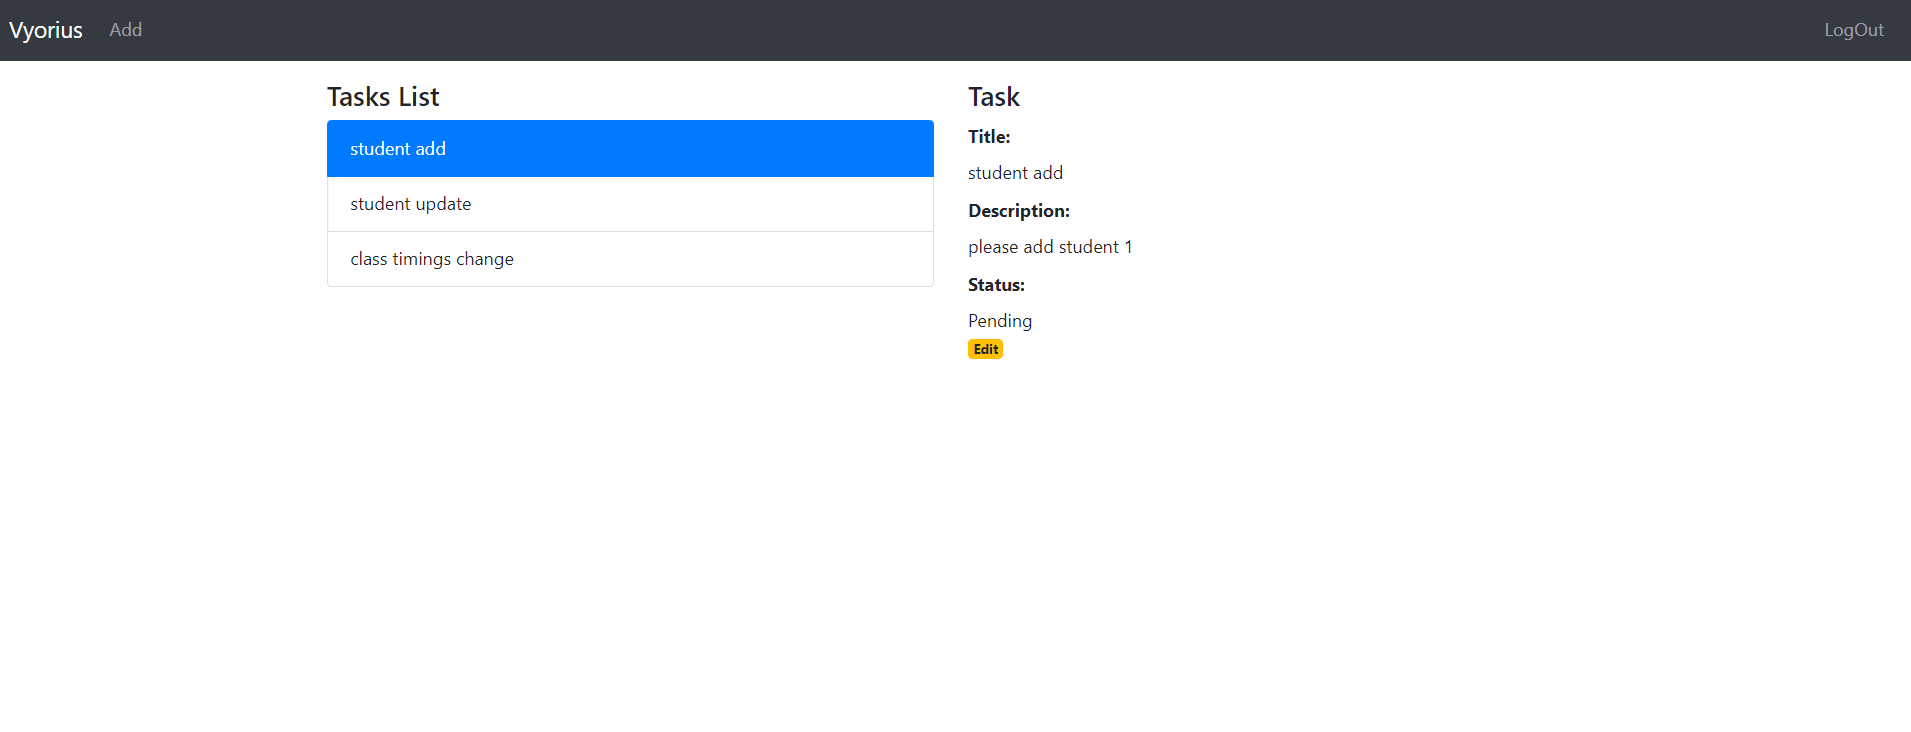 Vyorius Add LogOut
Tasks List
student add
student update
class timings change
Task
Title:
student add
Description:
please add student 1
Status:
Pending
Edit